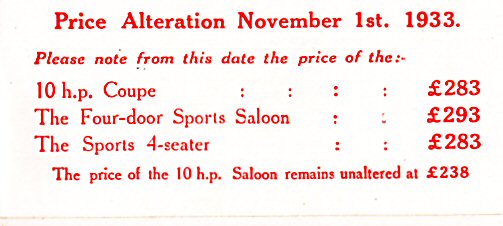 Price Alteration November 1st. 1933.
Please note from this date the price of the:-
10 h.p. Coupe : : : : £283
The Four-door Sports Saloon : : £293
The Sports 4-seater : : £283
The price of the 10 h.p. Saloon remains unaltered at £238